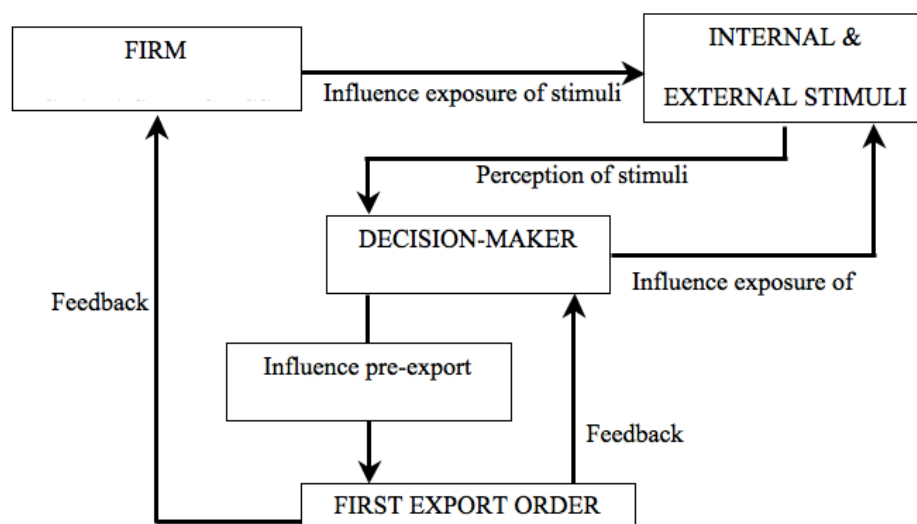 FIRM
INTERNAL &
EXTERNAL STIMULI
Influence exposure of stimuli
Perception of stimuli
DECISION-MAKER
Influence exposure of
Feedback
Influence pre-export
Feedback
FIRST EXPORT ORDER